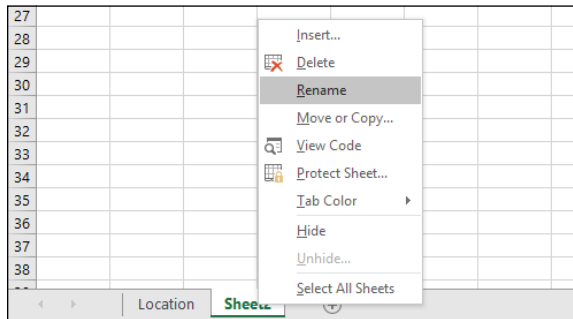 27
28
29
30
31
32
33
34
35
36
37
38
Insert...
Delete
Rename
Move or Copy...
View Code
Protect Sheet...
Tab Color
Hide
Unhide...
Select All Sheets
Location Sheet2